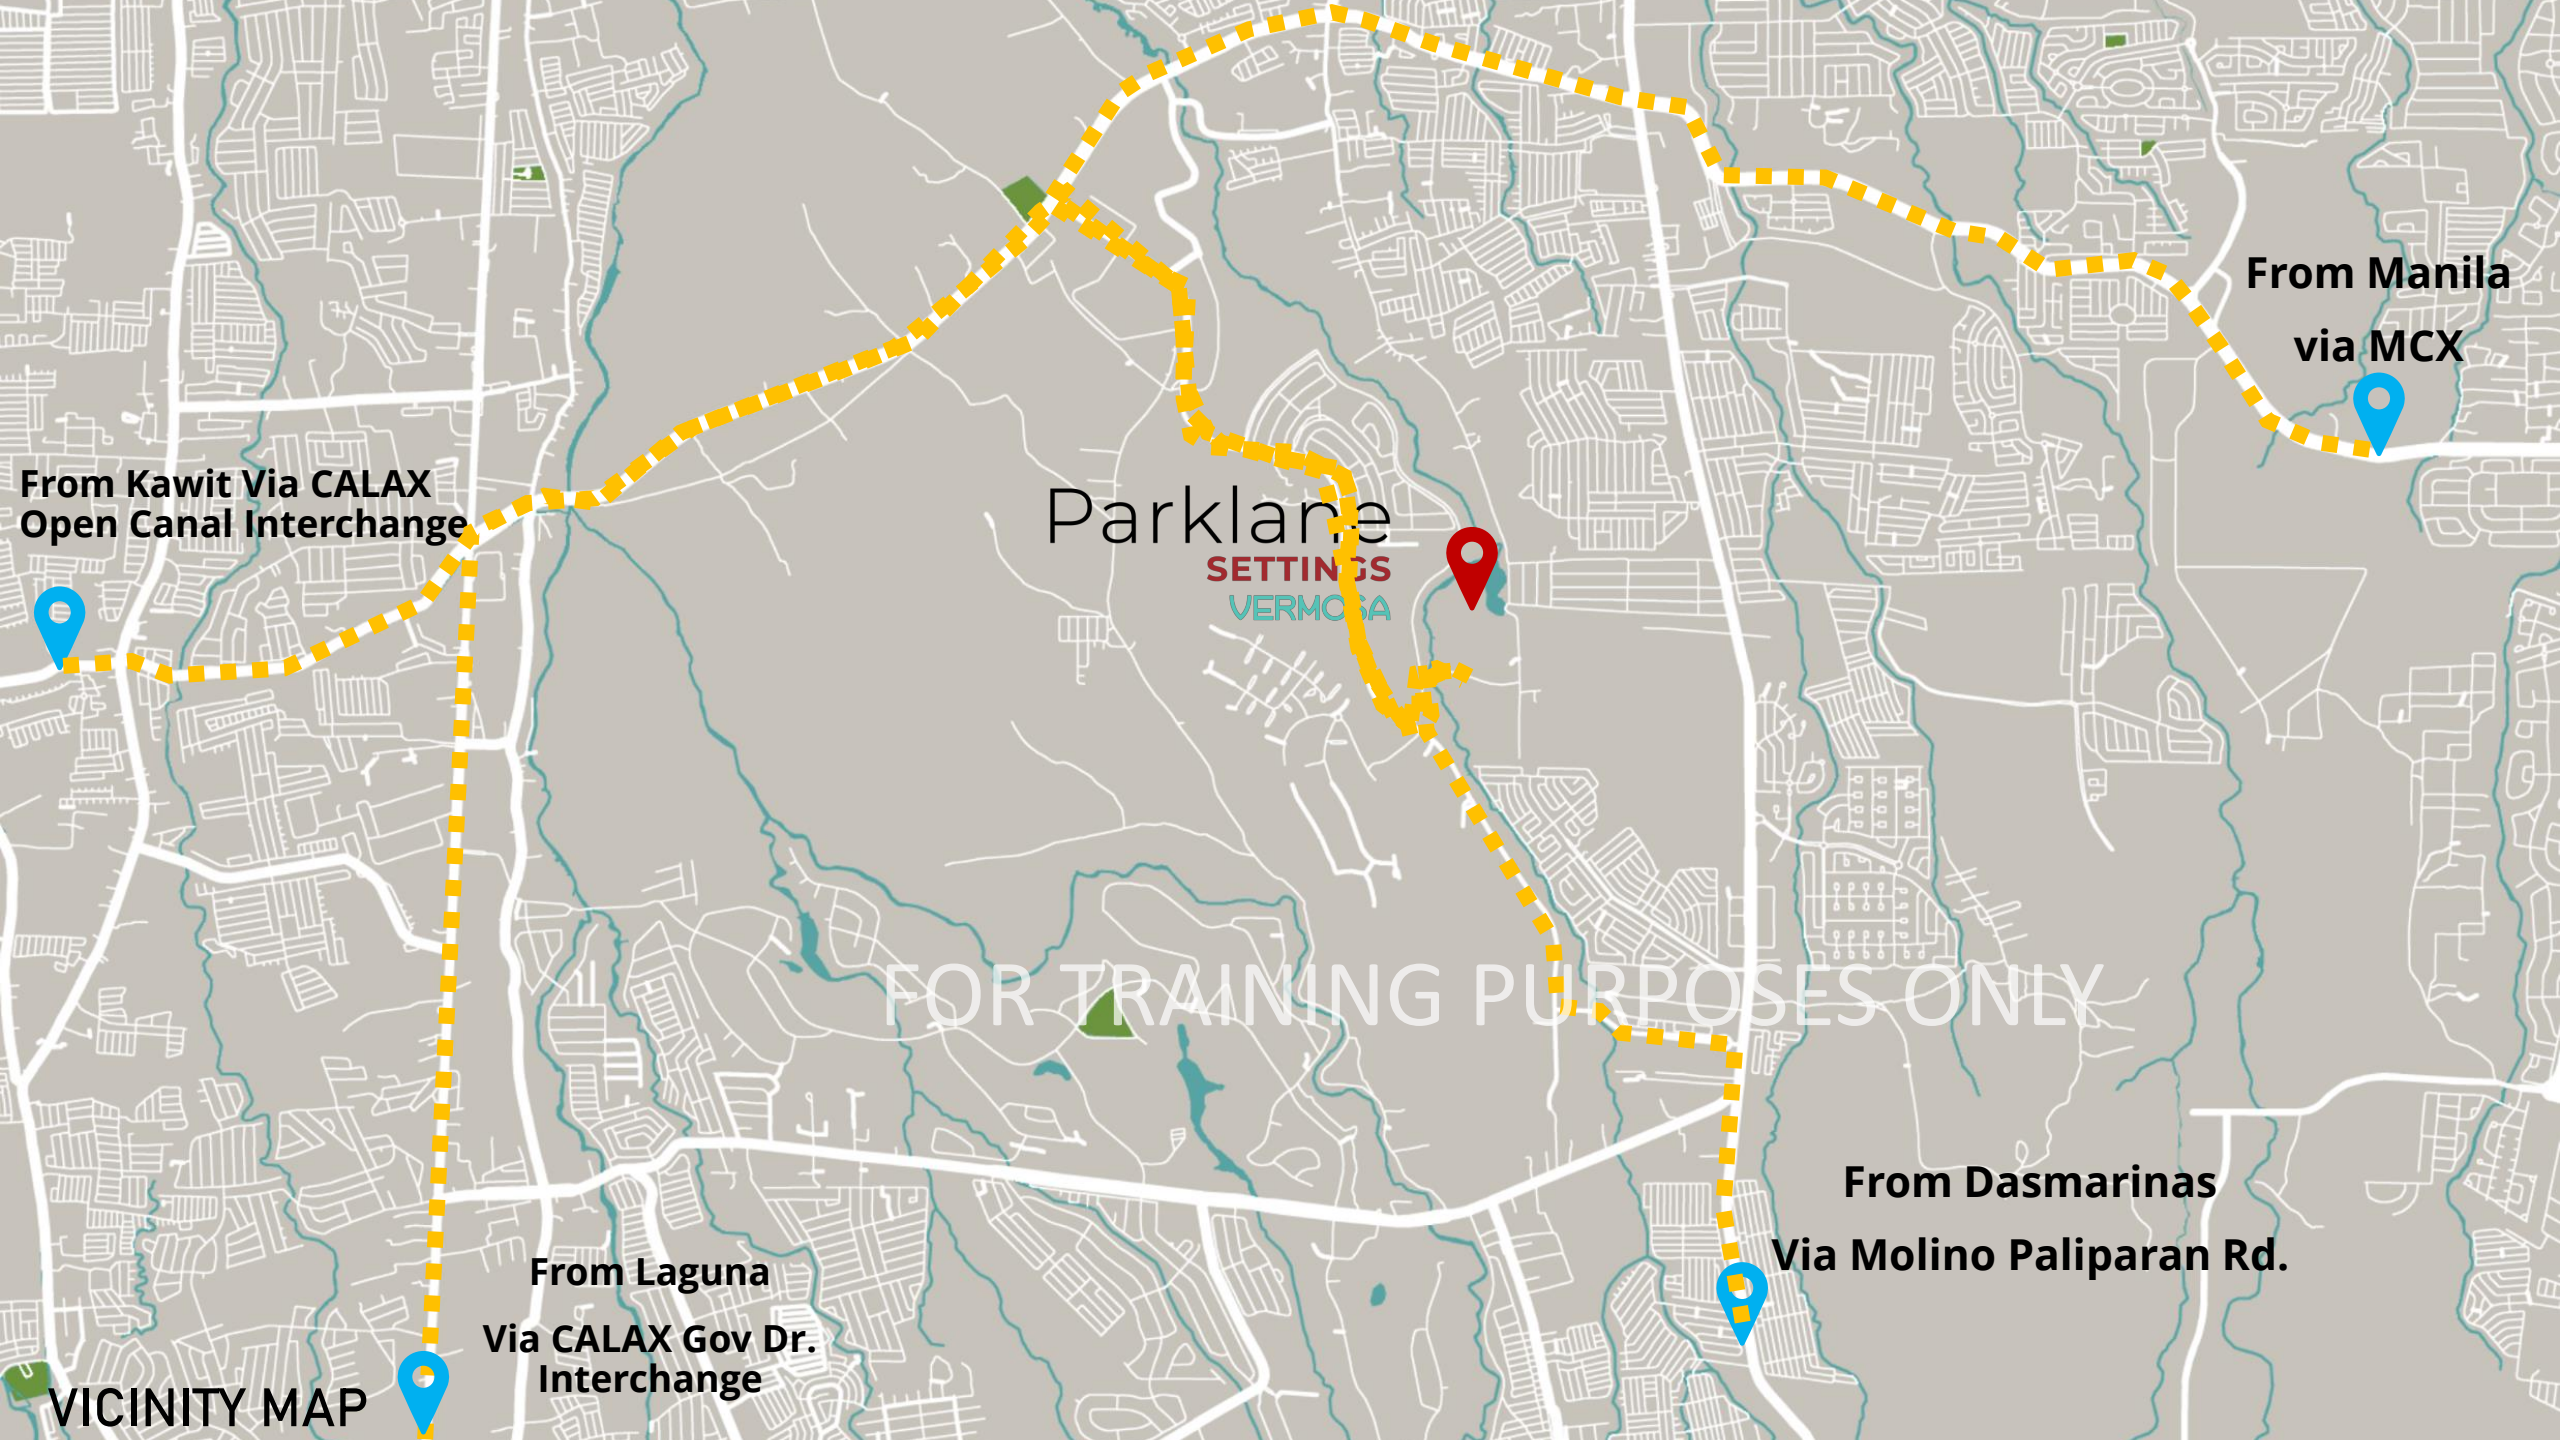 From Manila
via MCX
From Kawit Via CALAX
Open Canal Interchange
Parklane
SETTINGS
VERMOSA
FOR TRAINING PURPOSES ONLY
From Dasmarinas
Via Molino Paliparan Rd.
From Laguna
Via CALAX Gov Dr.
Interchange
VICINITY MAP